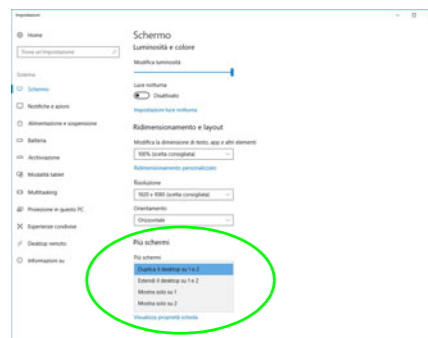 Impostazioni
Home
Trova un'impostazione
Sistema
Schermo
Notifiche e azioni
Alimentazione e sospensione
Batteria
Archiviazione
Modalità tablet
Multitasking
Proiezione in questo PC
Esperienze condivise
Desktop remoto
Informazioni su
Schermo
Luminosità e colore
Modifica luminosità
Luce notturna
Disattivato
Impostazioni luce notturna
Ridimensionamento e layout
Modifica la dimensione di testo, app e altri elementi
100% (scelta consigliata)
Ridimensionamento personalizzato
Risoluzione
1920 x 1080 (scelta consigliata)
Orientamento
Orizzontale
Più schermi
Più schermi
Duplica il desktop su 1 e 2
Estendi il desktop su 1 e 2
Mostra solo su 1
Mostra solo su 2
Visualizza proprietà scheda